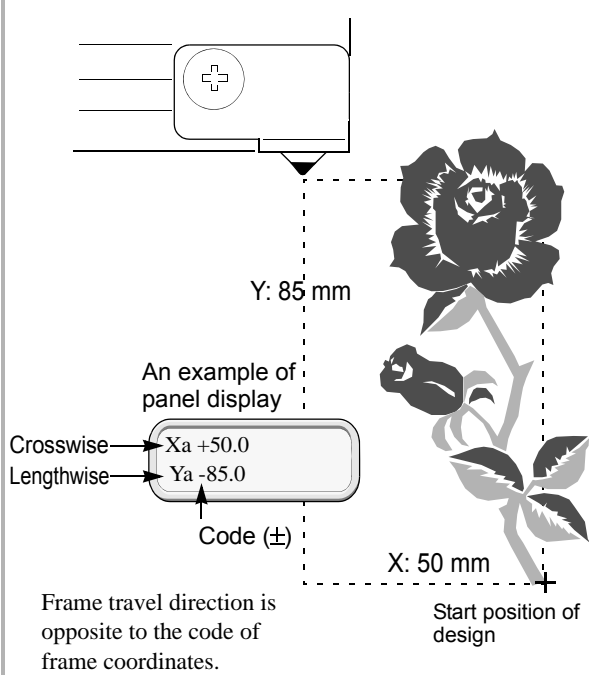 Y: 85 mm
An example of
panel display
Crosswise
Xa +50.0
Lengthwise
Ya -85.0
Code (±)
X: 50 mm
Start position of
design
Frame travel direction is
opposite to the code of
frame coordinates.